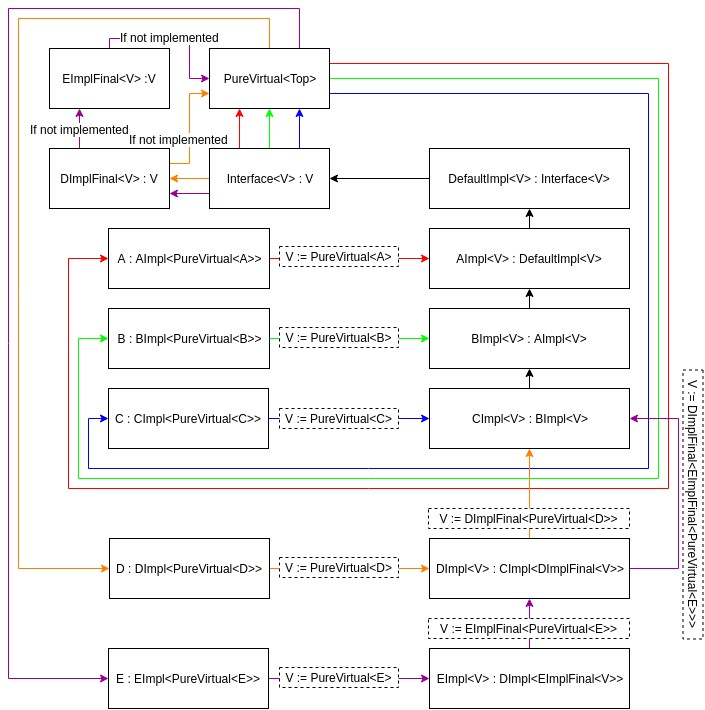 If not implemented
EImplFinal<V> :V
PureVirtual<Top>
If not implemented
If not implemented
DImplFinal<V> : V
Interface<V> : V
DefaultImpl<V> : Interface<V>
A : AImpl<PureVirtual<A>>
V := PureVirtual<A>
AImpl<V> : DefaultImpl<V>
B : BImpl<PureVirtual<B>>
V := PureVirtual<B>
BImpl<V> : AImpl<V>
C : CImpl<PureVirtual<C>>
V := PureVirtual<C>
CImpl<V> : BImpl<V>
V := DImplFinal<EImplFinal<PureVirtual<E>>>
V := DImplFinal<PureVirtual<D>>
D : DImpl<PureVirtual<D>>
V := PureVirtual<D>
DImpl<V> : CImpl<DImplFinal<V>>
V := EImplFinal<PureVirtual<E>>
E : EImpl<PureVirtual<E>>
V := PureVirtual<E>
EImpl<V> : DImpl<EImplFinal<V>>